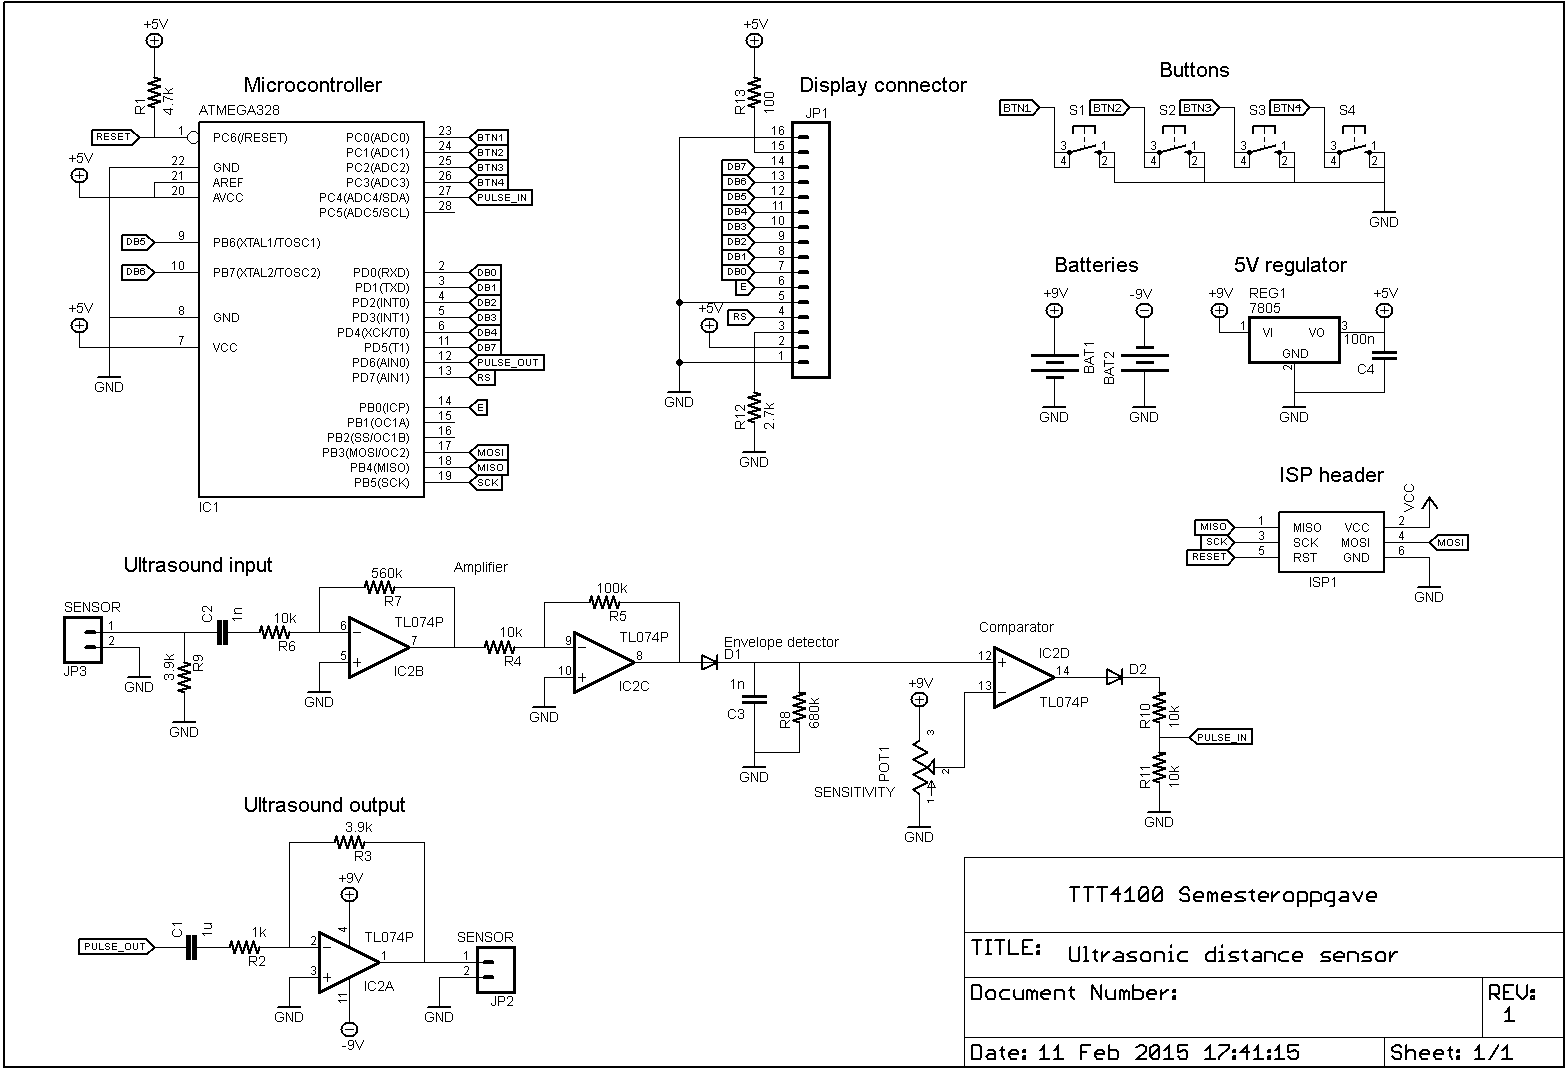 Microcontroller
+5V
R1
4.7k
ATMEGA328
RESET
1 PC6(/RESET)
+5V
22 GND
21 AREF
20 AVCC
DB5 9 PB6(XTAL1/TOSC1)
DB6 10 PB7(XTAL2/TOSC2)
+5V
8 GND
7 VCC
GND
PC0(ADC0) 23 BTN1
PC1(ADC1) 24 BTN2
PC2(ADC2) 25 BTN3
PC3(ADC3) 26 BTN4
PC4(ADC4/SDA) 27 PULSE_IN
PC5(ADC5/SCL) 28
PD0(RXD) 2 DB0
PD1(TXD) 3 DB1
PD2(INT0) 4 DB2
PD3(INT1) 5 DB3
PD4(XCK/T0) 6 DB4
PD5(T1) 11 DB7
PD6(AIN0) 12 PULSE_OUT
PD7(AIN1) 13 RS
PB0(ICP) 14 E
PB1(OC1A) 15
PB2(SS/OC1B) 16
PB3(MOSI/OC2) 17 MOSI
PB4(MISO) 18 MISO
PB5(SCK) 19 SCK
IC1
Display connector
+5V
R13
100
JP1
16
15
DB7 14
DB6 13
DB5 12
DB4 11
DB3 10
DB2 9
DB1 8
DB0 7
E 6
5
+5V
RS 4
3
2
1
GND
R12
2.7k
GND
Buttons
BTN1 S1 BTN2 S2 BTN3 S3 BTN4 S4
3 1 3 1 3 1 3 1
4 2 4 2 4 2 4 2
GND
Batteries
+9V -9V
BAT1
BAT2
GND GND
5V regulator
+9V REG1 +5V
7805
1 VI VO 3
100n
GND
2
C4
GND
ISP header
VCC
MISO 1 MISO VCC 2
SCK 3 SCK MOSI 4 MOSI
RESET 5 RST GND 6
ISP1
GND
Ultrasound input
SENSOR
1
2
JP3
GND
3.9k
R9
GND
C2
1n
10k
R6
560k
R7
Amplifier
6
5
7
TL074P
IC2B
GND
10k
R4
100k
R5
9
10
8
TL074P
IC2C
GND
Envelope detector
D1
1n
C3
R8
680k
GND
Comparator
12
13
14
IC2D
TL074P
+9V
3
POT1
2
SENSITIVITY
1
GND
D2
R10
10k
PULSE_IN
R11
10k
GND
Ultrasound output
3.9k
R3
+9V
PULSE_OUT
C1
1u
1k
R2
4
2
3
1
11
TL074P
IC2A
GND
-9V
SENSOR
1
2
JP2
GND
TTT4100 Semesteroppgave
TITLE: Ultrasonic distance sensor
Document Number:
REV:
1
Date: 11 Feb 2015 17:41:15
Sheet: 1/1